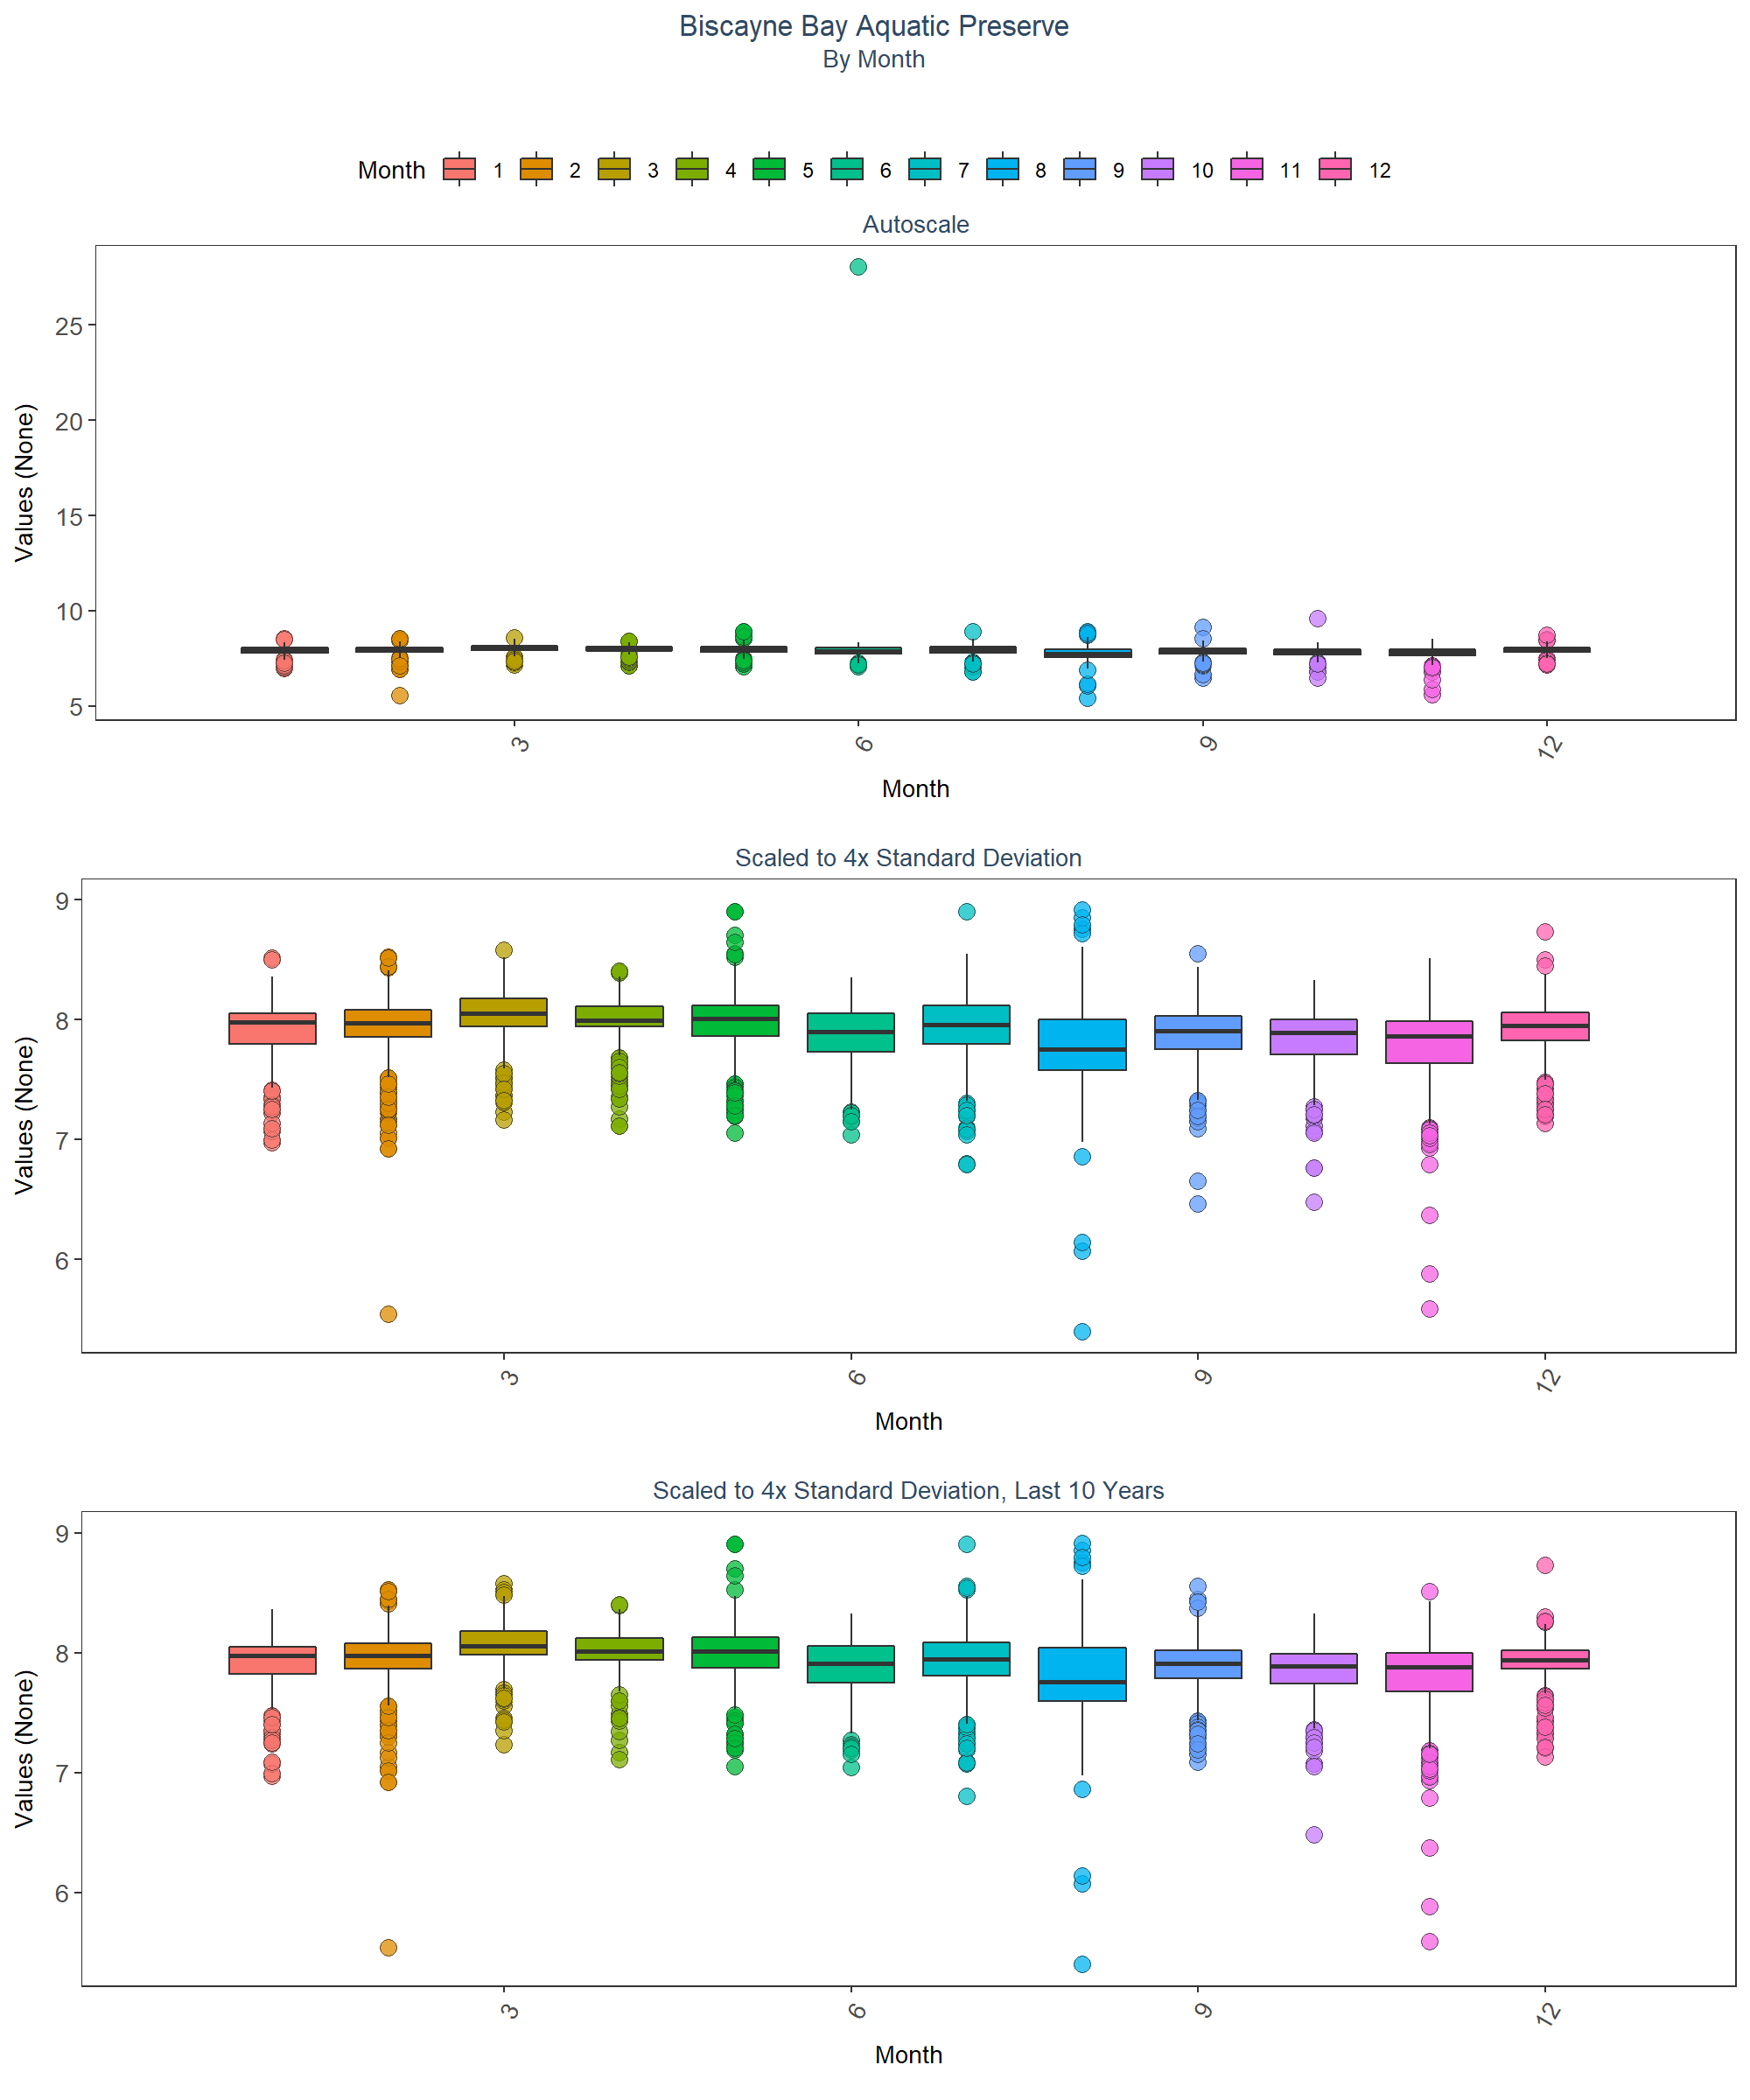 Biscayne Bay Aquatic Preserve
By Month
Month 1 2 3 4 5 6 7 8 9 10 11 12
Autoscale
Values (None)
25
20
15
10
5
3 6 9 12
Month
Scaled to 4x Standard Deviation
Values (None)
9
8
7
6
3 6 9 12
Month
Scaled to 4x Standard Deviation, Last 10 Years
Values (None)
9
8
7
6
3 6 9 12
Month